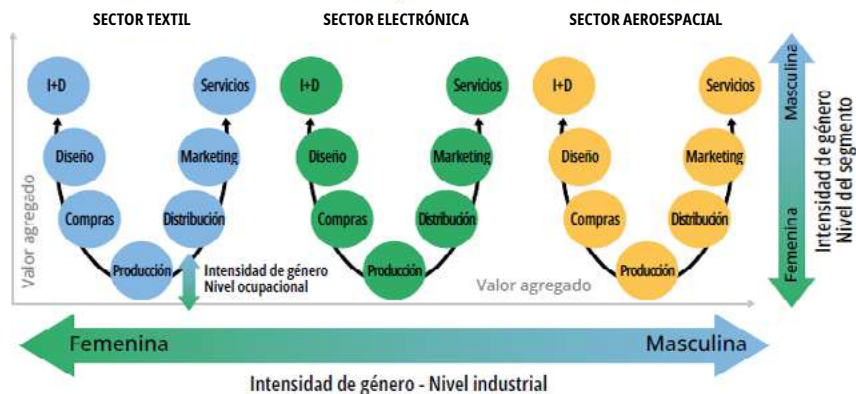 SECTOR TEXTIL
SECTOR ELECTRÓNICA
SECTOR AEROESPACIAL
I+D
Servicios
I+D
Servicios
I+D
Servicios
Diseño
Marketing
Diseño
Marketing
Diseño
Marketing
Compras
Distribución
Compras
Distribución
Compras
Distribución
Producción
Producción
Producción
Valor agregado
Intensidad de género
Nivel ocupacional
Valor agregado
Masculina
Femenina
Intensidad de género
Nivel del segmento
Femenina
Masculina
Intensidad de género - Nivel industrial